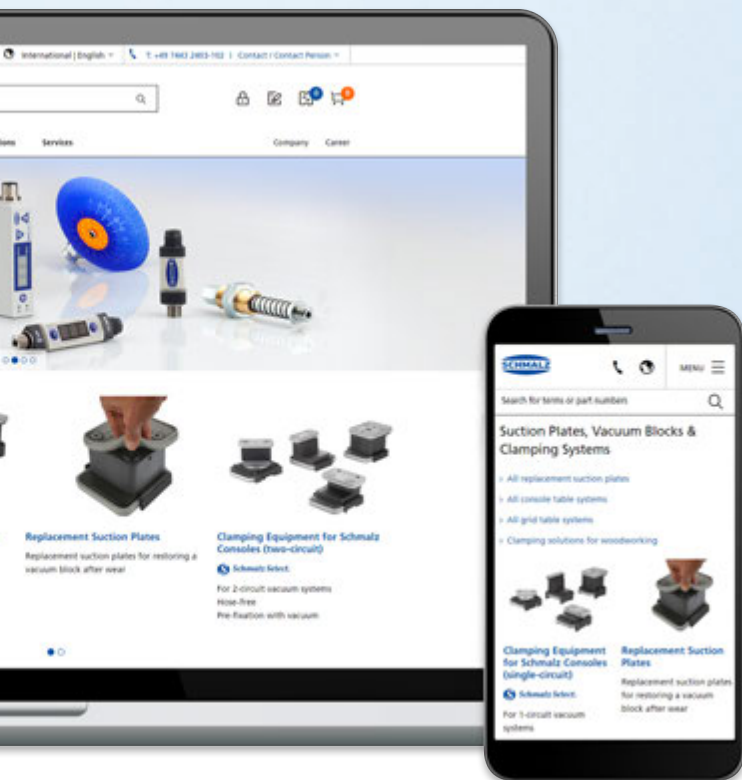 International | English
T: +49 7443 2403-102 | Contact / Contact Person
0
0
Services
Company
Career
Replacement Suction Plates
Replacement suction plates for restoring a
vacuum block after wear
Clamping Equipment for Schmalz
Consoles (two-circuit)
Schmalz Select
For 2-circuit vacuum systems
Hose-free
Pre-fixation with vacuum
SCHMALZ
MENU
Search for terms or part numbers
Suction Plates, Vacuum Blocks &
Clamping Systems
All replacement suction plates
All console table systems
All grid table systems
Clamping solutions for woodworking
Clamping Equipment
for Schmalz Consoles
(single-circuit)
Schmalz Select
For 1-circuit vacuum
systems
Replacement Suction
Plates
Replacement suction plates
for restoring a vacuum
block after wear